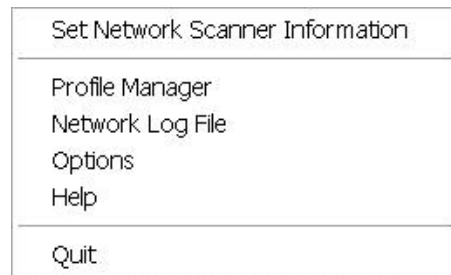 Set Network Scanner Information
Profile Manager
Network Log File
Options
Help
Quit